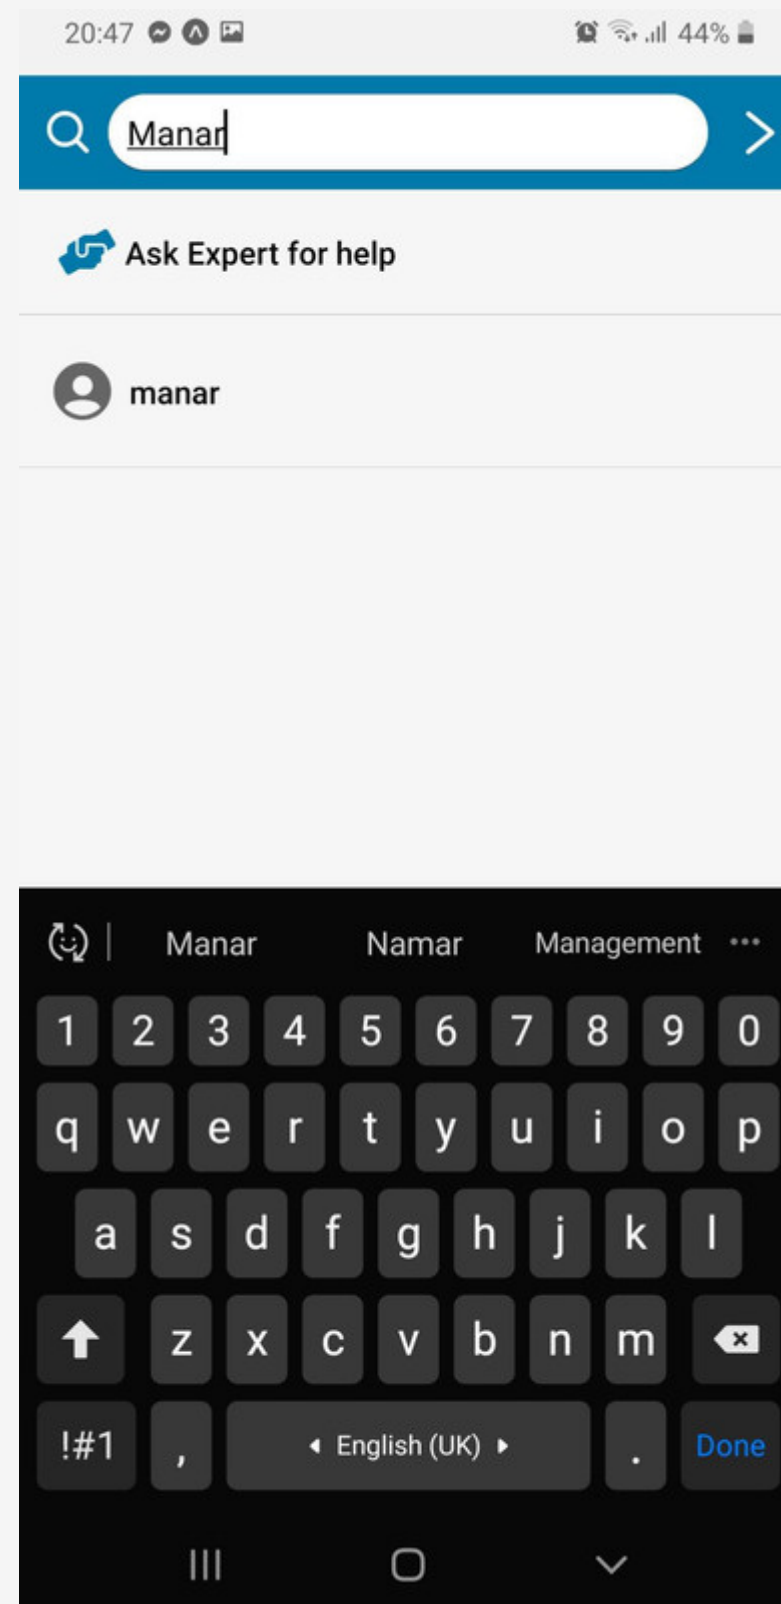 20:47 44%
Manar
Ask Expert for help
manar
Manar Namar Management
1 2 3 4 5 6 7 8 9 0
q w e r t y u i o p
a s d f g h j k l
z x c v b n m
!#1 , English (UK) . Done